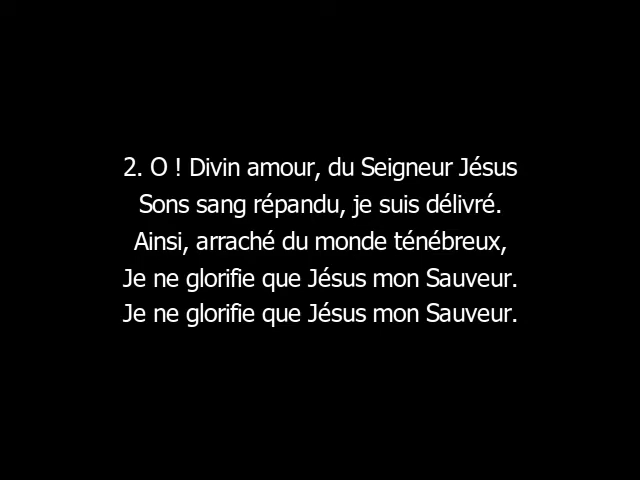 2. O ! Divin amour, du Seigneur Jésus
Sons sang répandu, je suis délivré.
Ainsi, arraché du monde ténébreux,
Je ne glorifie que Jésus mon Sauveur.
Je ne glorifie que Jésus mon Sauveur.